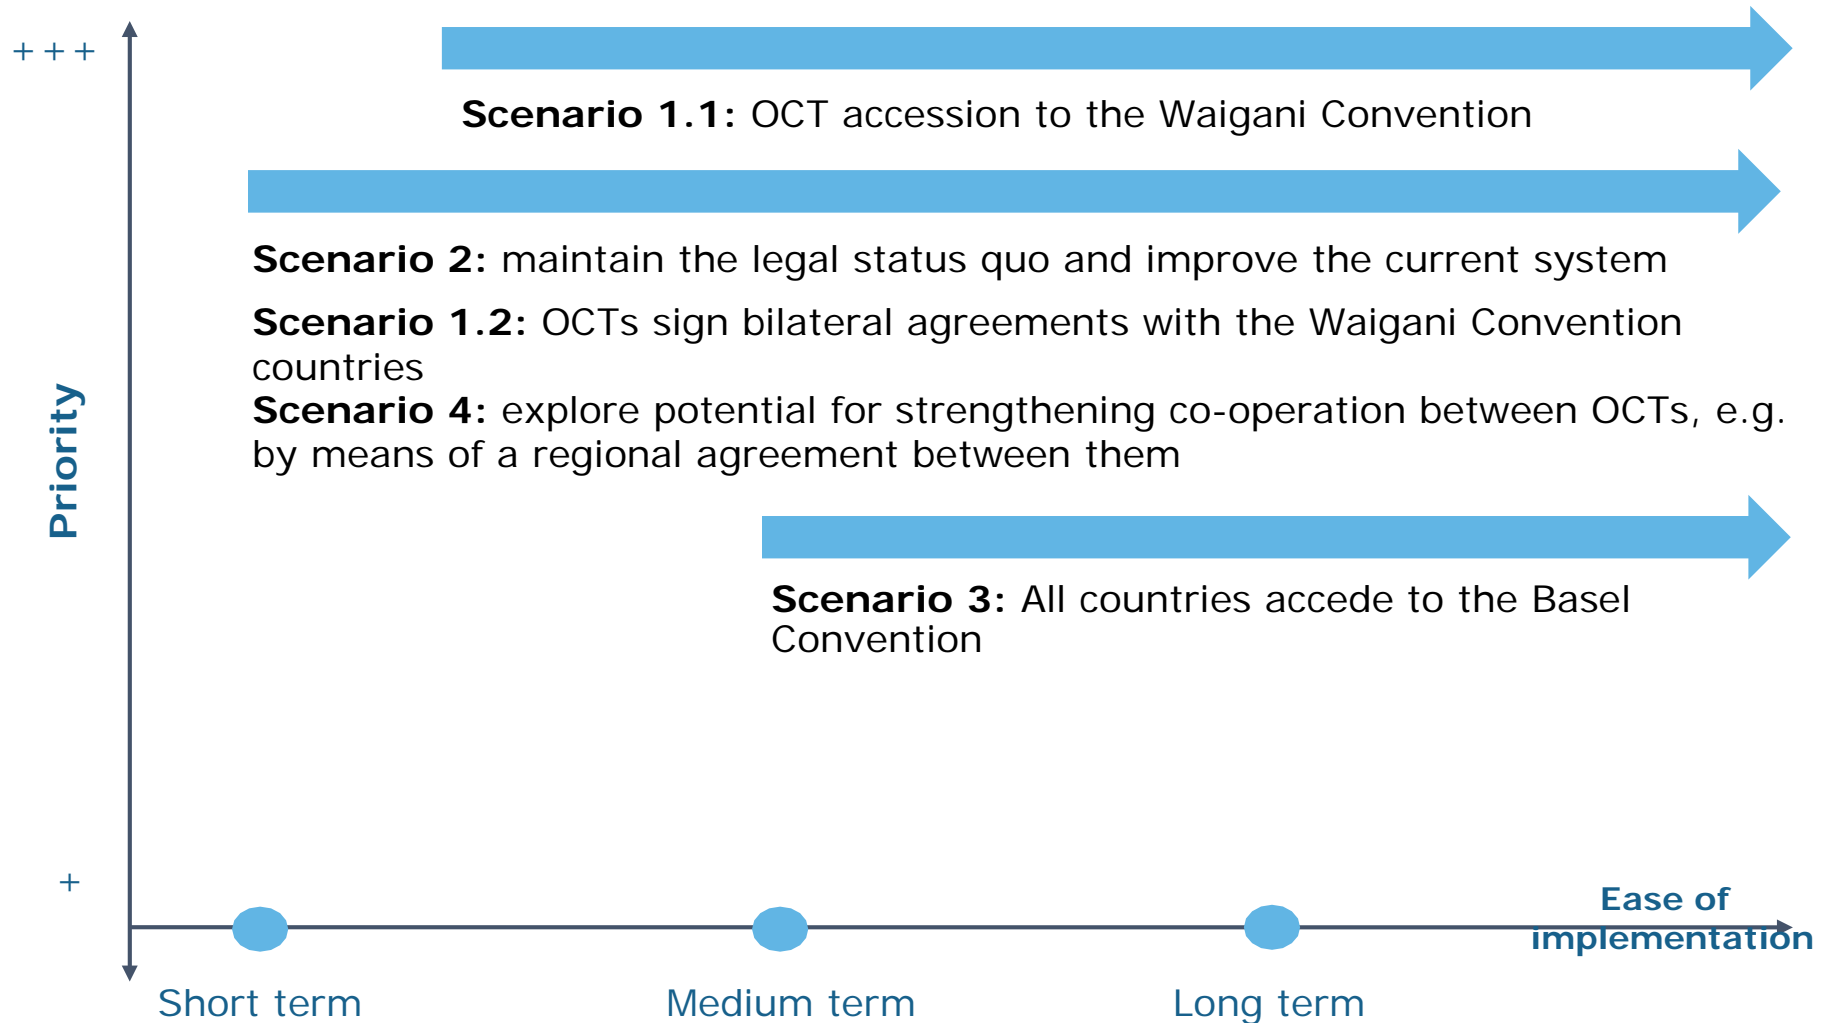 +++
Scenario 1.1: OCT accession to the Waigani Convention
Scenario 2: maintain the legal status quo and improve the current system
Scenario 1.2: OCTs sign bilateral agreements with the Waigani Convention
countries
Scenario 4: explore potential for strengthening co-operation between OCTs, e.g.
by means of a regional agreement between them
Priority
Scenario 3: All countries accede to the Basel
Convention
+
Ease of
implementation
Short term
Medium term
Long term